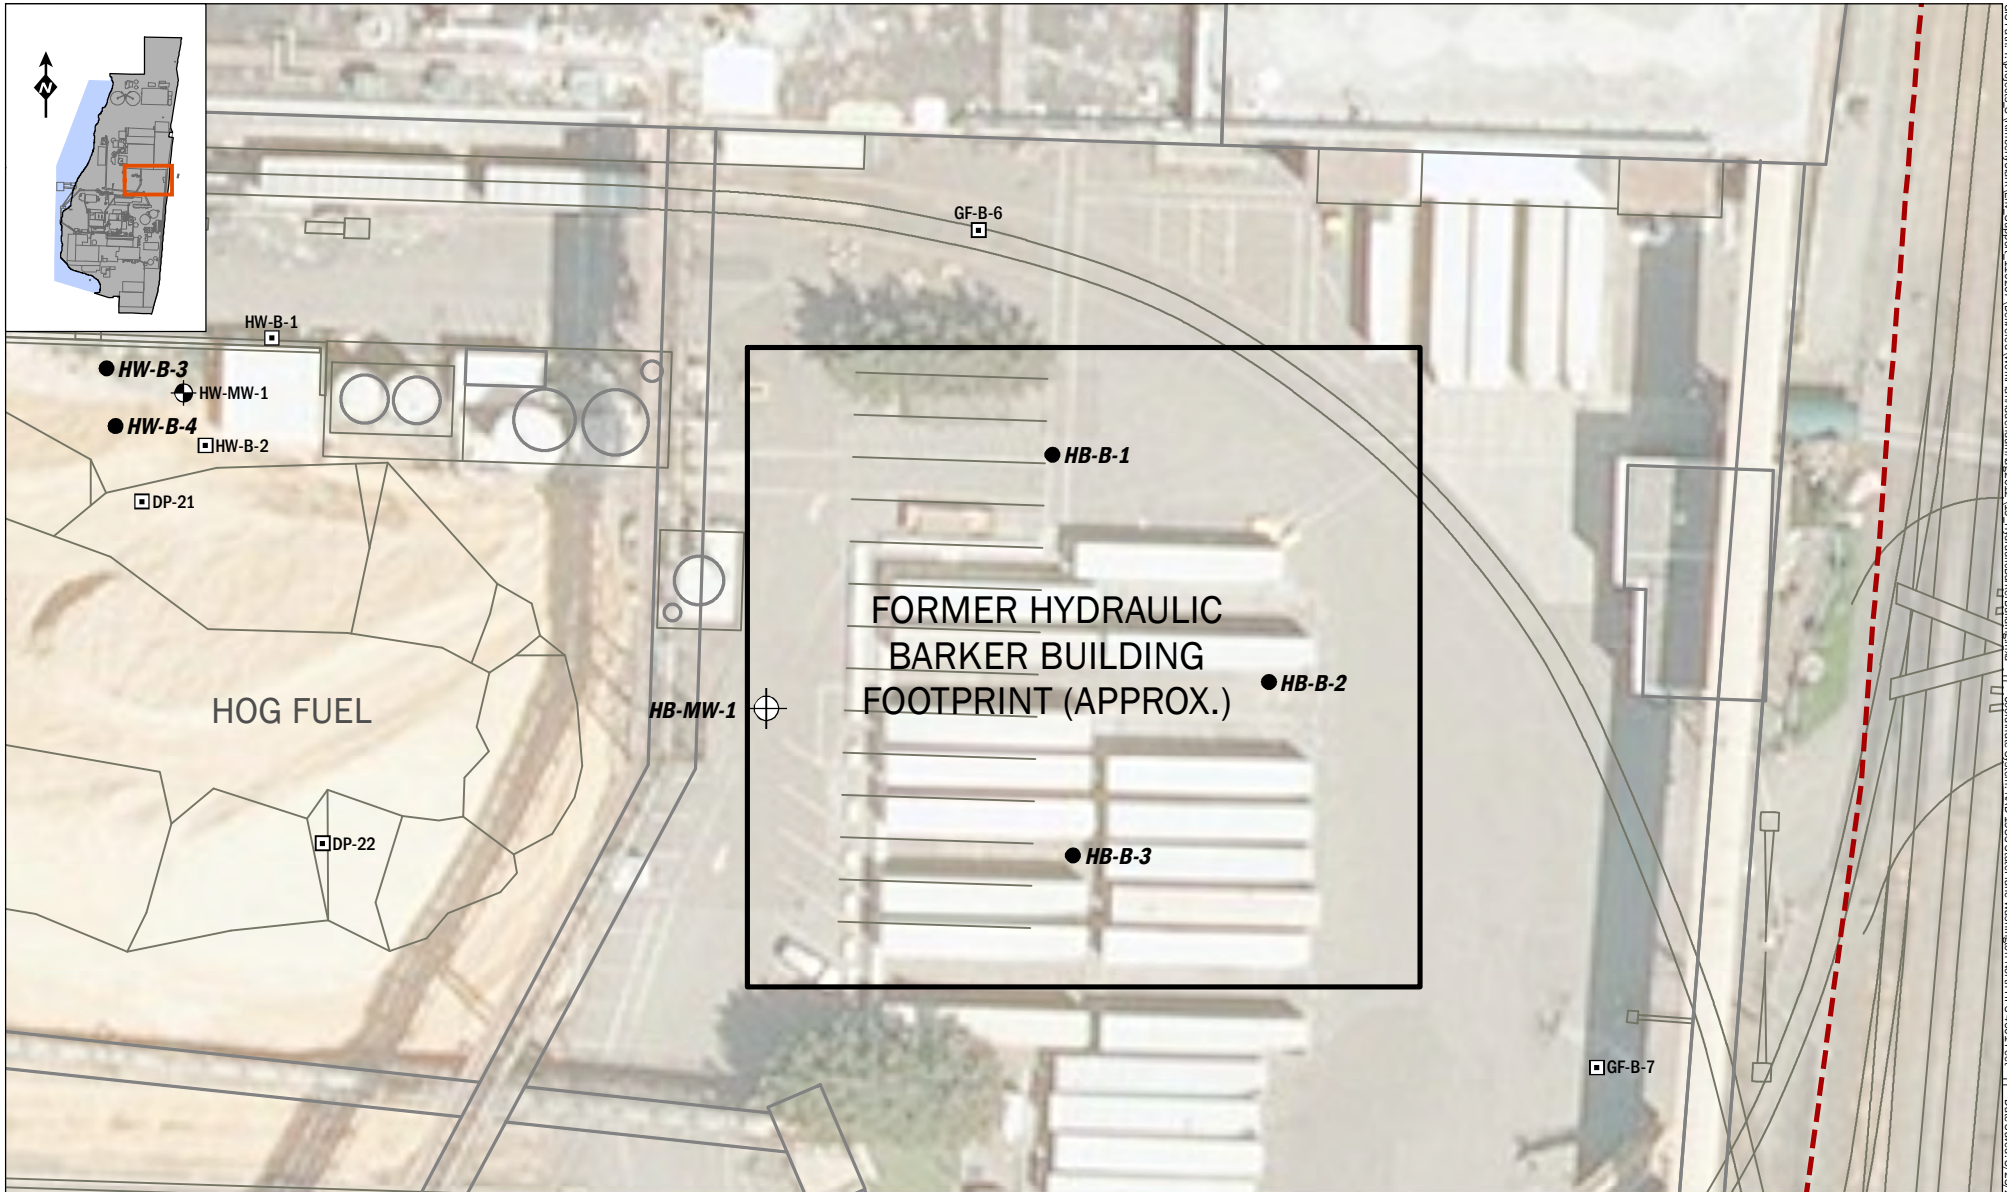 N
GF-B-6
HW-B-1
HW-B-3
HW-MW-1
HW-B-4
HW-B-2
HB-B-1
DP-21
FORMER HYDRAULIC
BARKER BUILDING
FOOTPRINT (APPROX.)
HB-B-2
HOG FUEL
HB-MW-1
DP-22
HB-B-3
GF-B-7